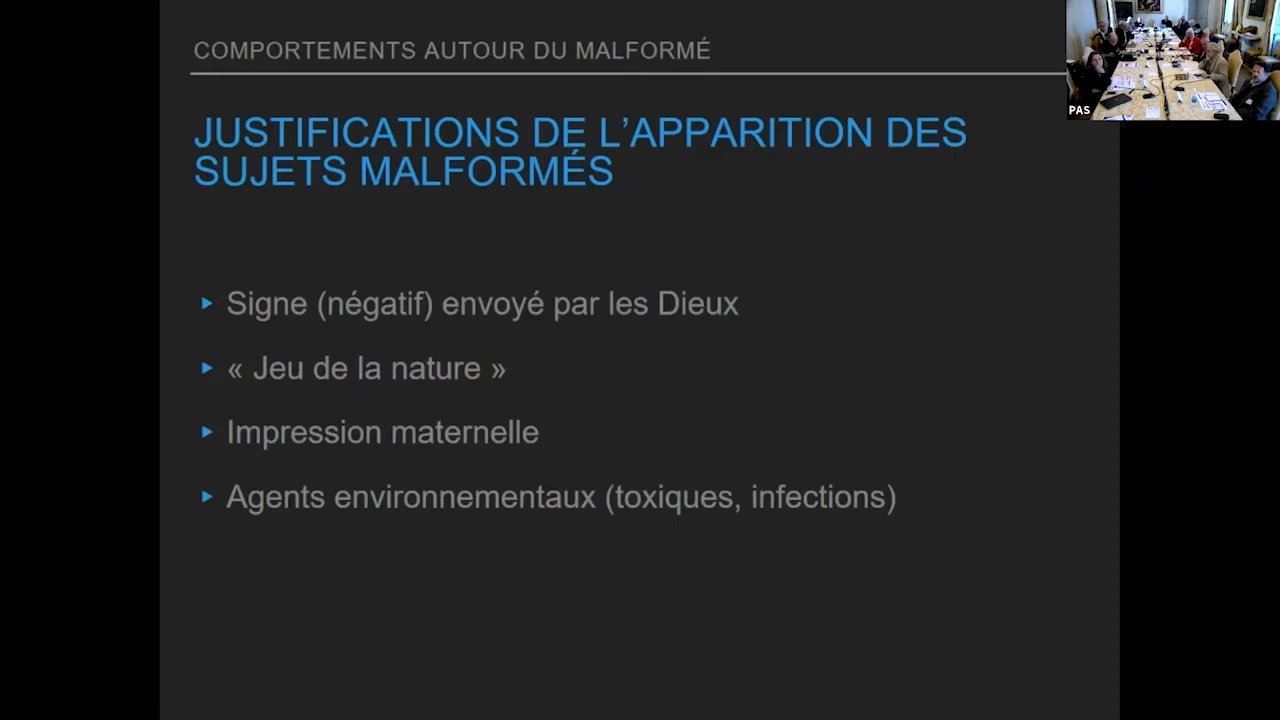 COMPORTEMENTS AUTOUR DU MALFORMÉ
JUSTIFICATIONS DE L'APPARITION DES
SUJETS MALFORMÉS
Signe (négatif) envoyé par les Dieux
« Jeu de la nature »
Impression maternelle
Agents environnementaux (toxiques, infections)
PAS